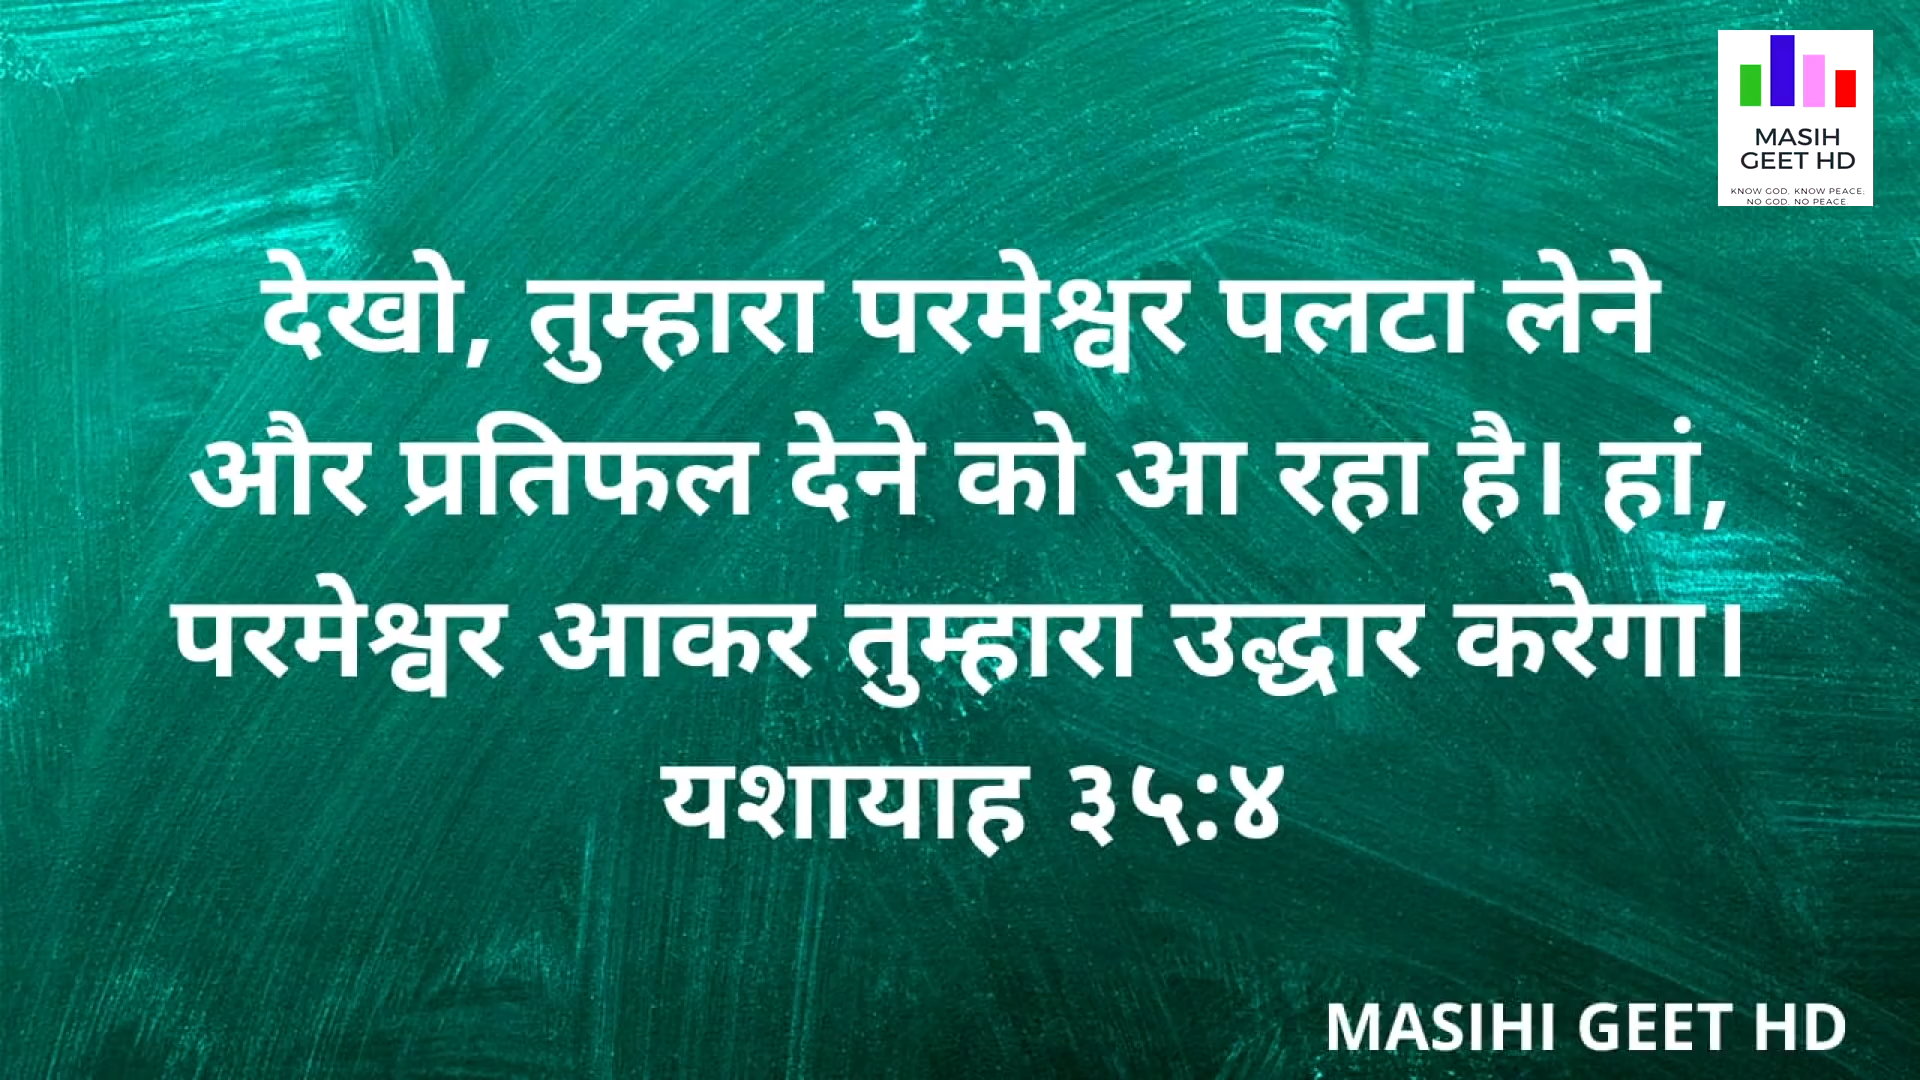 MASIH
GEET HD
KNOW GOD. KNOW PEACE;
NO GOD. NO PEACE
देखो, तुम्हारा परमेश्वर पलटा लेने
और प्रतिफल देने को आ रहा है। हां,
परमेश्वर आकर तुम्हारा उद्धार करेगा।
यशायाह ३५:४
MASIHI GEET HD